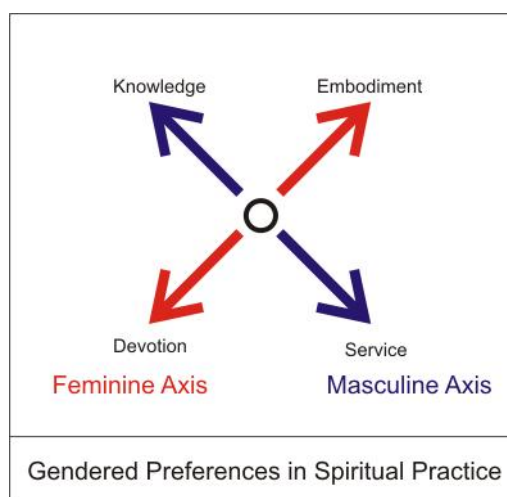 Knowledge
Embodiment
Devotion
Service
Feminine Axis
Masculine Axis
Gendered Preferences in Spiritual Practice